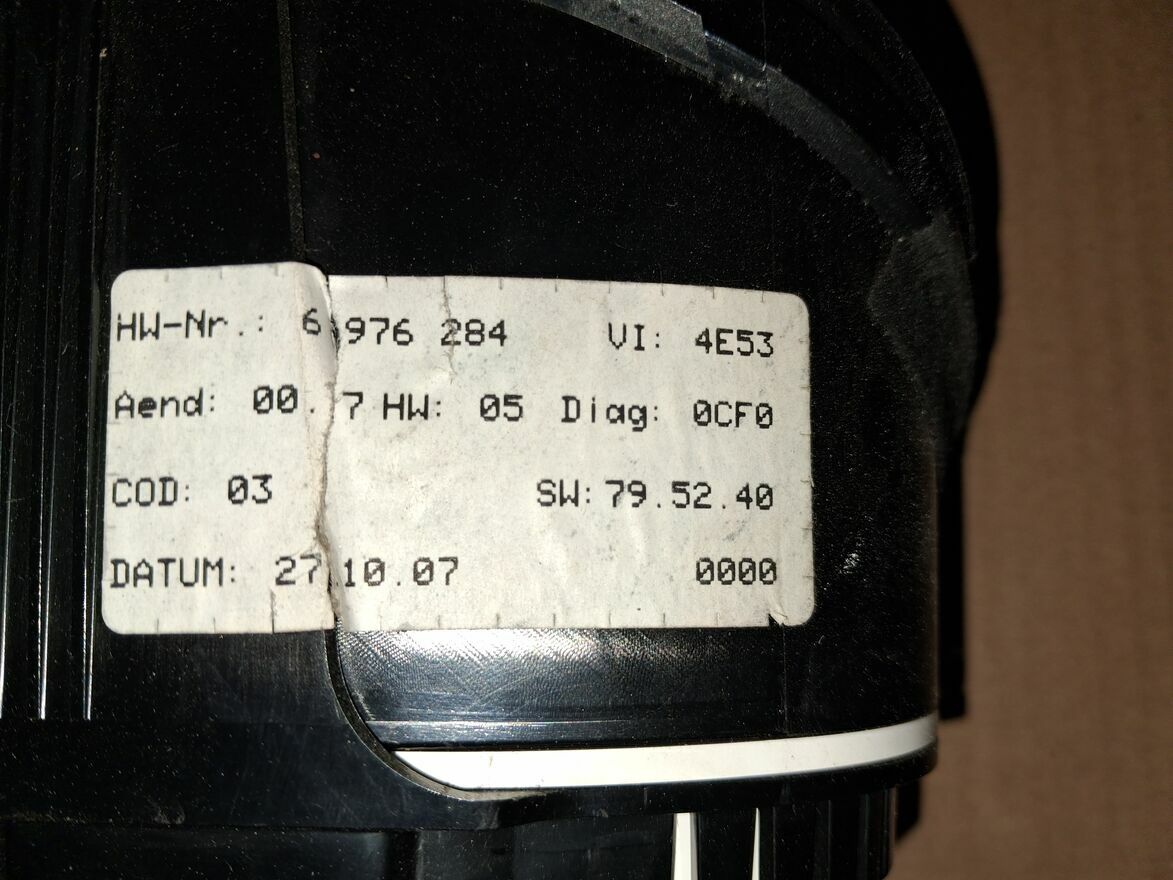 HW-Nr.: 6 976 284 VI: 4E53
Aend: 00. 7 HW: 05 Diag: 0CF0
COD: 03 SW: 79.52.40
DATUM: 27.10.07 0000